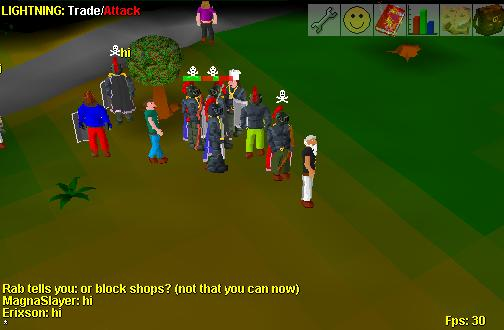 LIGHTNING: Trade/Attack
hi
i
Rab tells you: or block shops? (not that you can now)
MagnaSlayer: hi
Erixson: hi
*
Fps: 30